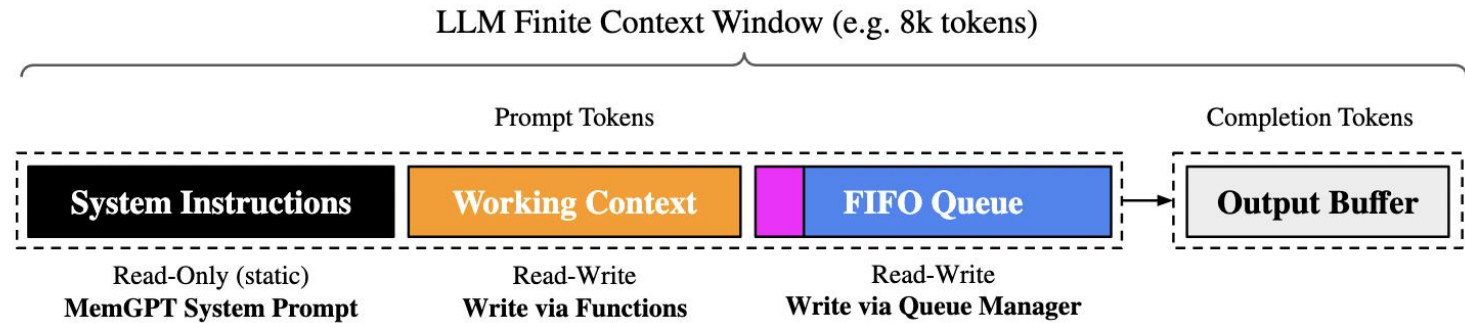 LLM Finite Context Window (e.g. 8k tokens)
Prompt Tokens
Completion Tokens
System Instructions
Working Context
FIFO Queue
Output Buffer
Read-Only (static)
MemGPT System Prompt
Read-Write
Write via Functions
Read-Write
Write via Queue Manager